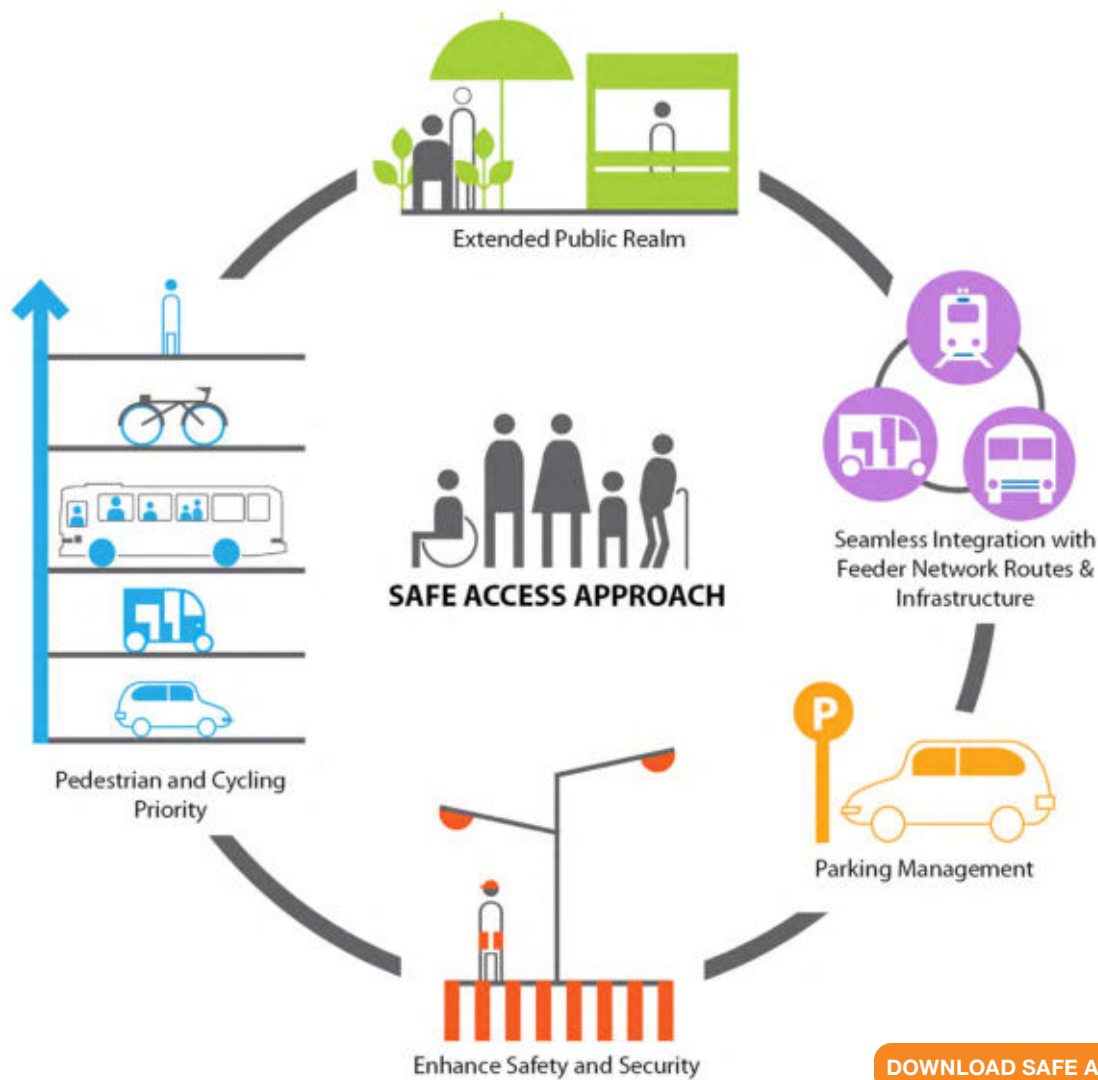 Extended Public Realm
Seamless Integration with
Feeder Network Routes &
Infrastructure
SAFE ACCESS APPROACH
P
Pedestrian and Cycling
Priority
Parking Management
Enhance Safety and Security
DOWNLOAD SAFE A